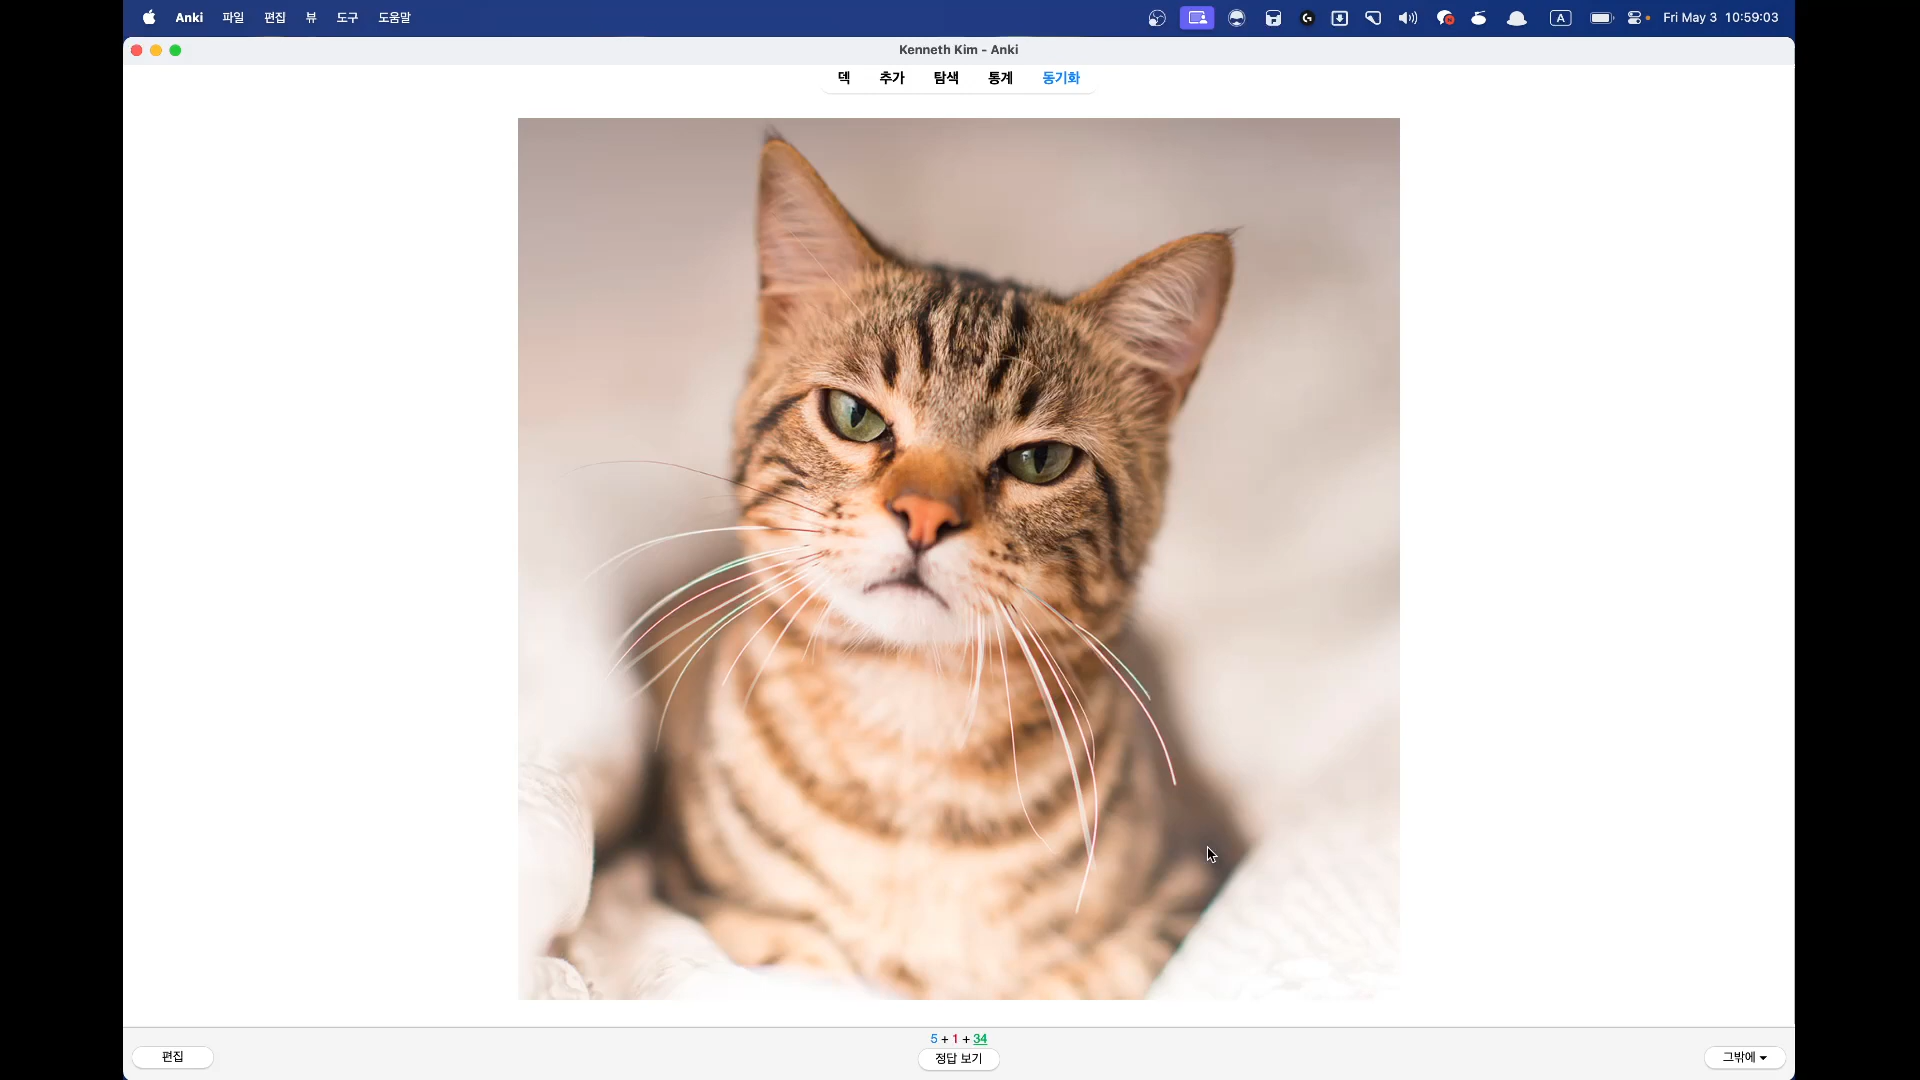 Anki 파일 편집 뷰 도구 도움말 A Fri May 3 10:59:03
Kenneth Kim - Anki
덱 추가 탐색 통계 동기화
5 + 1 + 34
편집 정답 보기 그밖에